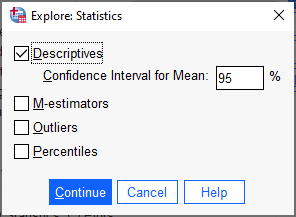 Explore: Statistics
Descriptives
Confidence Interval for Mean: 95 %
M-estimators
Outliers
Percentiles
Continue Cancel Help